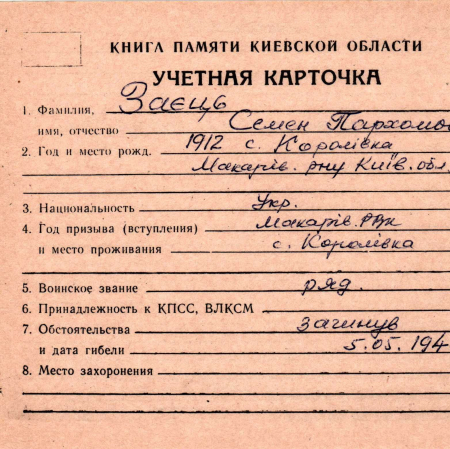 КНИГА ПАМЯТИ КИЕВСКОЙ ОБЛАСТИ
УЧЕТНАЯ КАРТОЧКА
1. Фамилия, Заєць
имя, отчество Семен Пархомо
2. Год и место рожд. 1912 с. Королівка
Макарів. р-ну Київ. обл.
3. Национальность Укр.
4. Год призыва (вступления) Макарів. РВК
и место проживания с. Королівка
5. Воинское звание ряд.
6. Принадлежность к КПСС, ВЛКСМ
7. Обстоятельства загинув
и дата гибели 5.05.194
8. Место захоронения